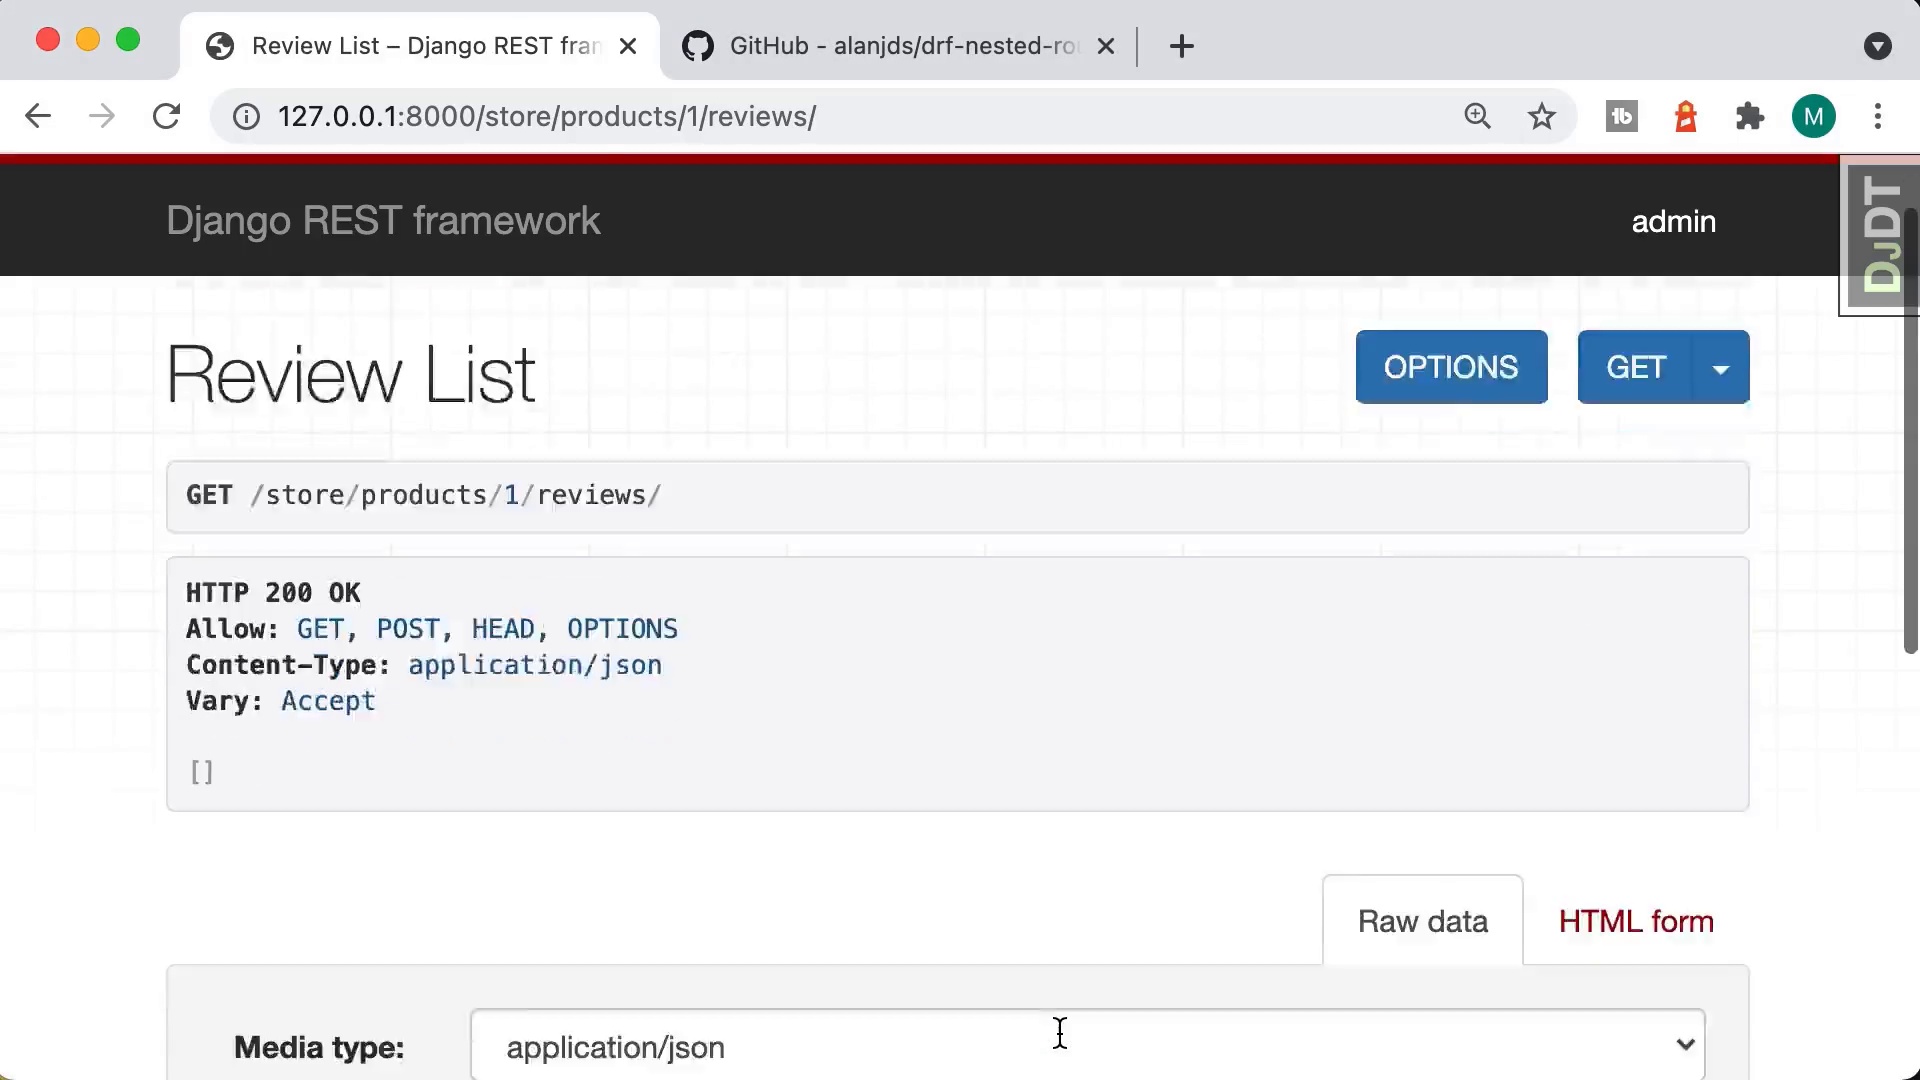 Review List – Django REST fran
GitHub - alanjds/drf-nested-rou
127.0.0.1:8000/store/products/1/reviews/
tb
M
Django REST framework
admin
DJDT
Review List
OPTIONS
GET
GET /store/products/1/reviews/
HTTP 200 OK
Allow: GET, POST, HEAD, OPTIONS
Content-Type: application/json
Vary: Accept
[]
Raw data
HTML form
Media type:
application/json